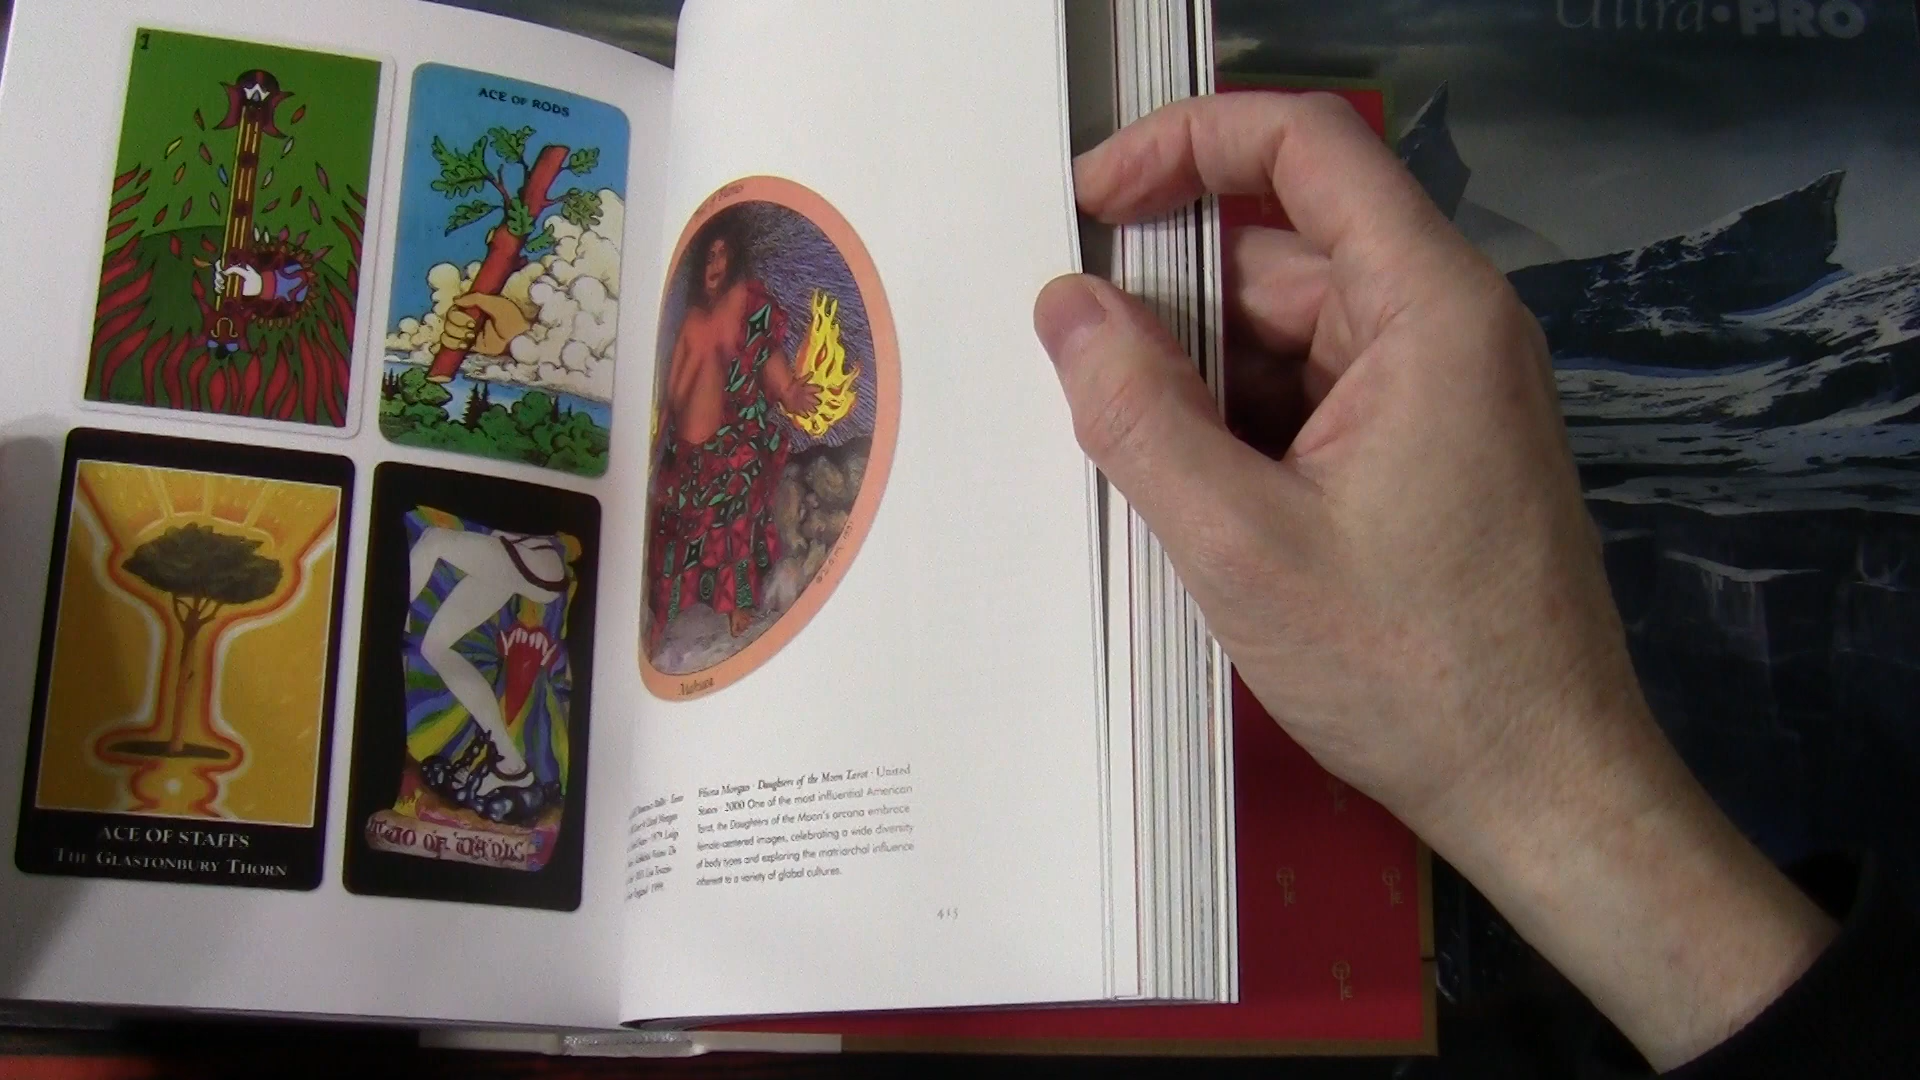 1
ACE OF RODS
ACE OF STAFFS
THE GLASTONBURY THORN
Ffiona Morgan · Daughters of the Moon Tarot · United
States · 2000 One of the most influential American
Tarot, the Daughters of the Moon's arcana embrace
female-centered images, celebrating a wide diversity
of body types and exploring the matriarchal influence
inherent to a variety of global cultures.
Ultra·PRO